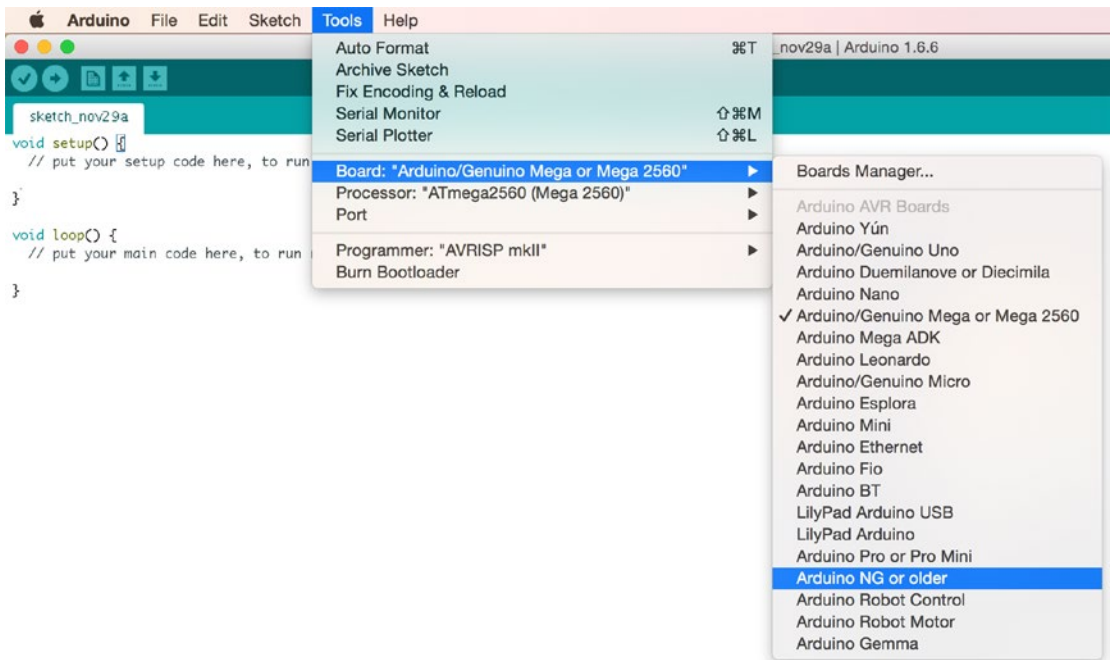 Arduino File Edit Sketch Tools Help
_nov29a | Arduino 1.6.6
sketch_nov29a
void setup() {
// put your setup code here, to run
}
void loop() {
// put your main code here, to run
}
Auto Format ⌘T
Archive Sketch
Fix Encoding & Reload
Serial Monitor ⇧⌘M
Serial Plotter ⇧⌘L
Board: "Arduino/Genuino Mega or Mega 2560"
Processor: "ATmega2560 (Mega 2560)"
Port
Programmer: "AVRISP mkII"
Burn Bootloader
Boards Manager...
Arduino AVR Boards
Arduino Yún
Arduino/Genuino Uno
Arduino Duemilanove or Diecimila
Arduino Nano
✓ Arduino/Genuino Mega or Mega 2560
Arduino Mega ADK
Arduino Leonardo
Arduino/Genuino Micro
Arduino Esplora
Arduino Mini
Arduino Ethernet
Arduino Fio
Arduino BT
LilyPad Arduino USB
LilyPad Arduino
Arduino Pro or Pro Mini
Arduino NG or older
Arduino Robot Control
Arduino Robot Motor
Arduino Gemma